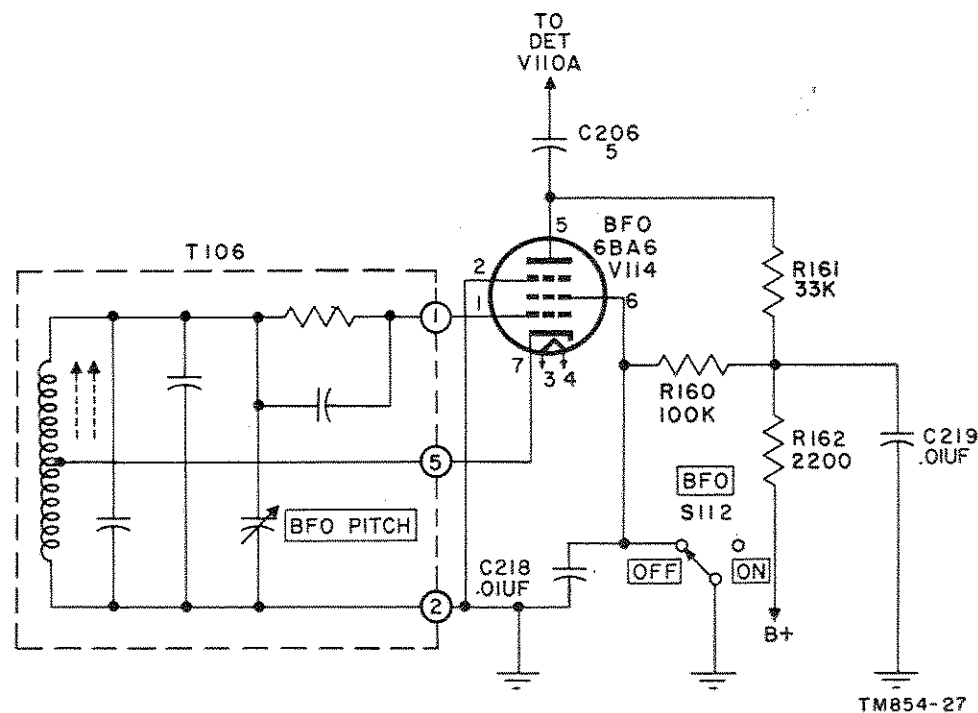 TO
DET
V110A
C206
5
T106
5
BFO
6BA6
V114
2
1
6
7
3 4
R161
33K
1
R160
100K
R162
2200
C219
.01UF
5
BFO
S112
BFO PITCH
C218
.01UF
OFF
ON
2
B+
TM854-27